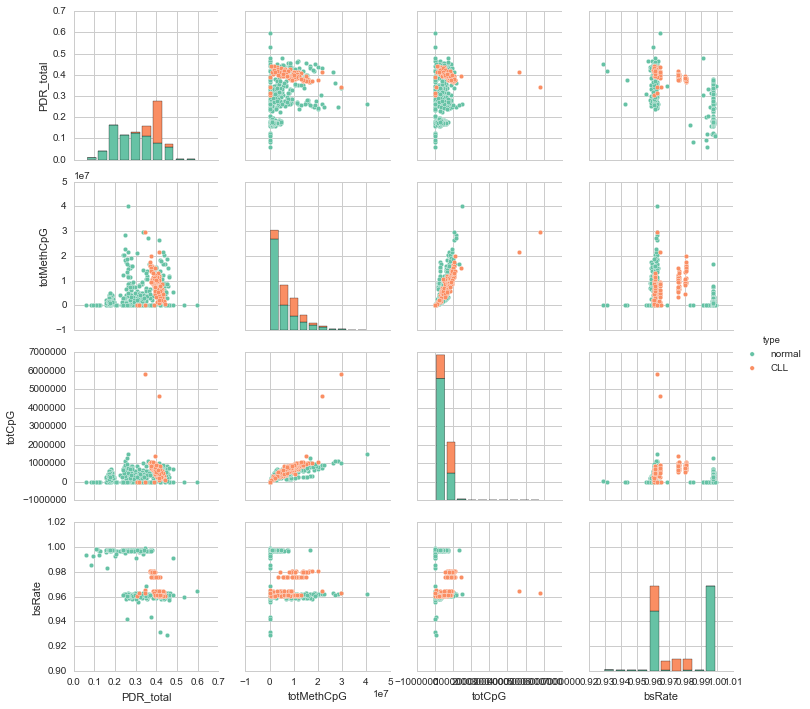 0.7
0.6
0.5
0.4
0.3
0.2
0.1
0.0
PDR_total
1e7
5
4
3
2
1
0
−1
totMethCpG
7000000
6000000
5000000
4000000
3000000
2000000
1000000
0
−1000000
totCpG
type
normal
CLL
1.02
1.00
0.98
0.96
0.94
0.92
0.90
bsRate
0.0 0.1 0.2 0.3 0.4 0.5 0.6 0.7
PDR_total
−1 0 1 2 3 4 5
totMethCpG
1e7
totCpG
0.92 0.93 0.94 0.95 0.96 0.97 0.98 0.99 1.00 1.01
bsRate